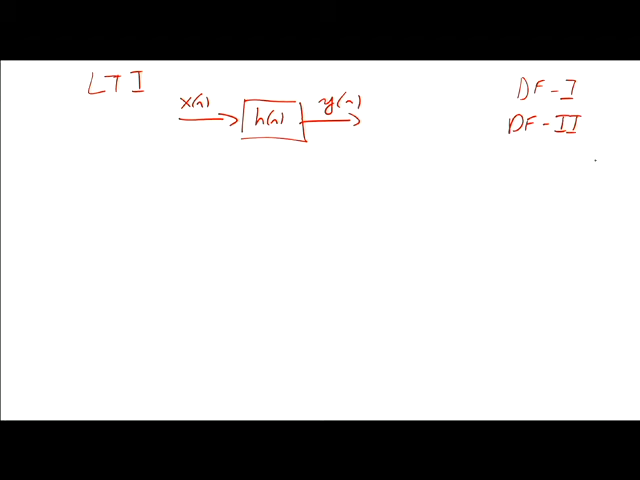 LTI
x(n) h(n) y(n)
DF-I
DF-II